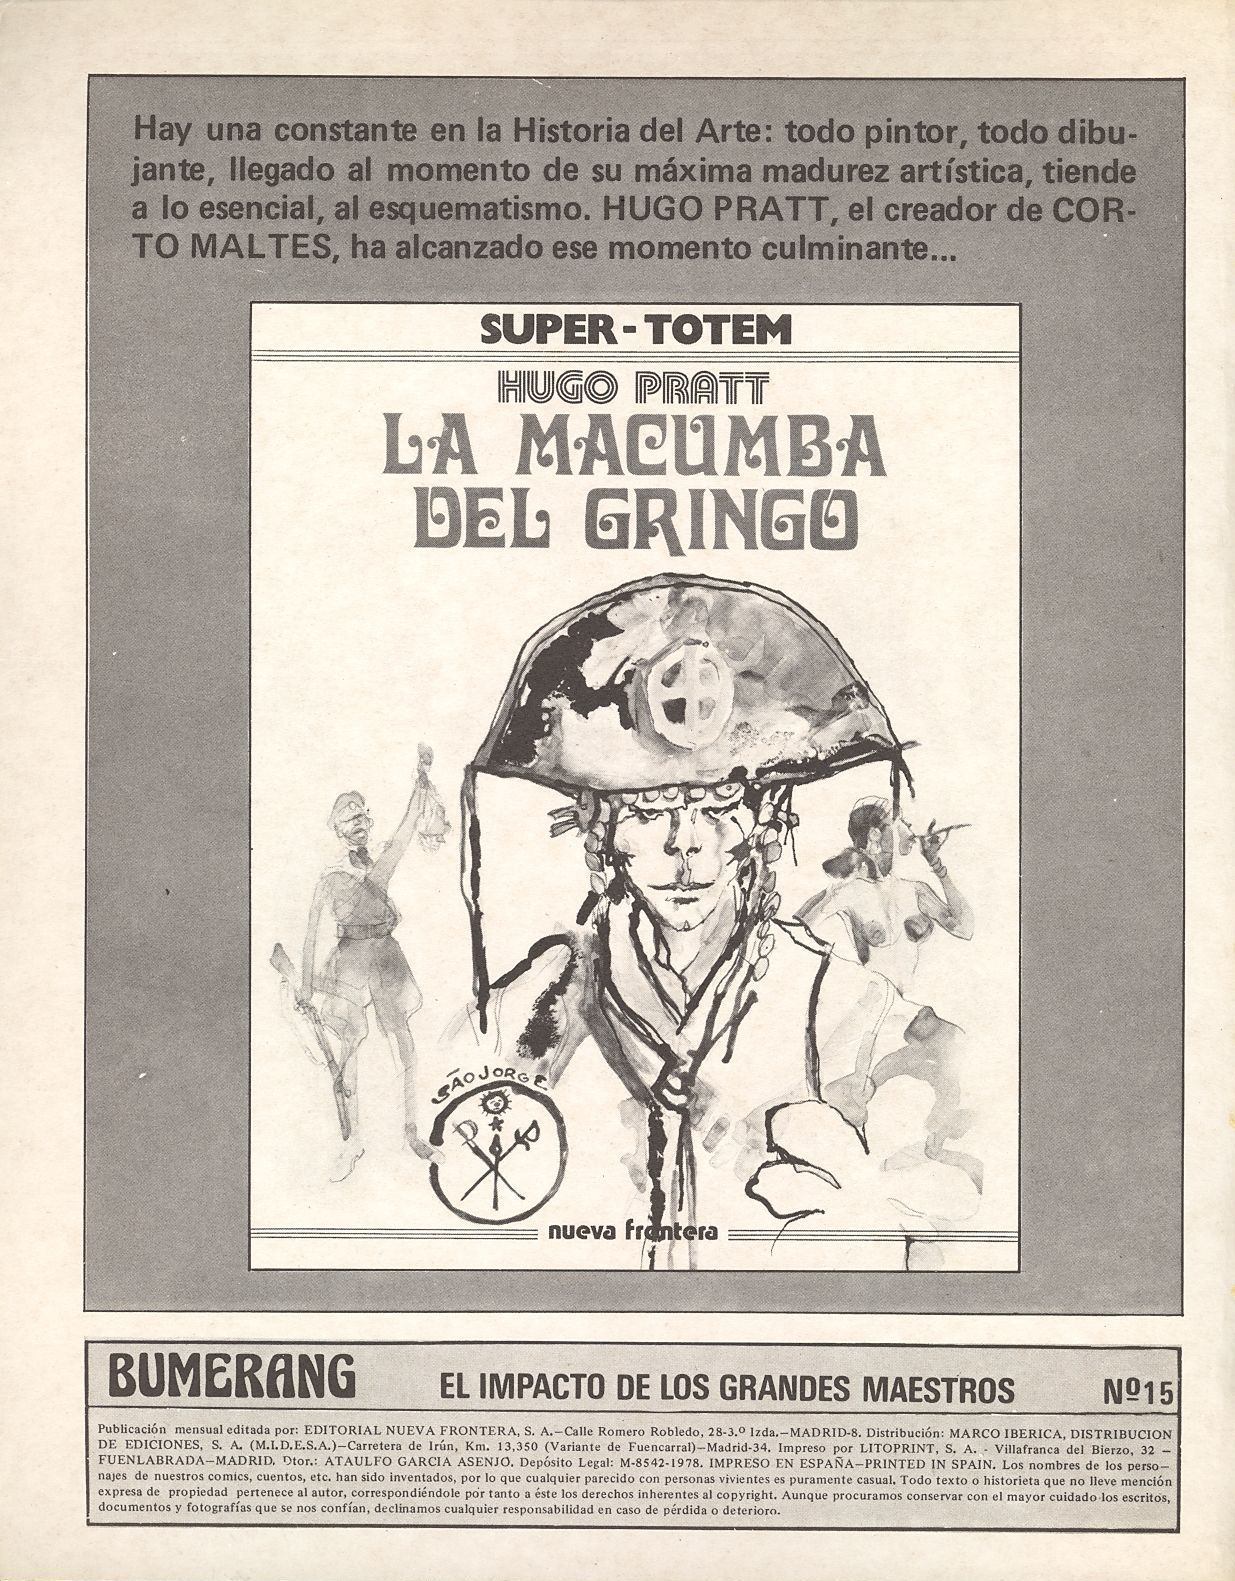 Hay una constante en la Historia del Arte: todo pintor, todo dibu-
jante, llegado al momento de su máxima madurez artística, tiende
a lo esencial, al esquematismo. HUGO PRATT, el creador de COR-
TO MALTES, ha alcanzado ese momento culminante...
SUPER-TOTEM
HUGO PRATT
LA MACUMBA
DEL GRINGO
SÃO JORGE
nueva frontera
BUMERANG
EL IMPACTO DE LOS GRANDES MAESTROS
Nº15
Publicación mensual editada por: EDITORIAL NUEVA FRONTERA, S. A.—Calle Romero Robledo, 28-3.º Izda.—MADRID-8. Distribución: MARCO IBERICA, DISTRIBUCION
DE EDICIONES, S. A. (M.I.D.E.S.A.)—Carretera de Irún, Km. 13,350 (Variante de Fuencarral)—Madrid-34. Impreso por LITOPRINT, S. A. - Villafranca del Bierzo, 32 —
FUENLABRADA—MADRID. Dtor.: ATAULFO GARCIA ASENJO. Depósito Legal: M-8542-1978. IMPRESO EN ESPAÑA—PRINTED IN SPAIN. Los nombres de los perso—
najes de nuestros comics, cuentos, etc. han sido inventados, por lo que cualquier parecido con personas vivientes es puramente casual. Todo texto o historieta que no lleve mención
expresa de propiedad pertenece al autor, correspondiéndole por tanto a éste los derechos inherentes al copyright. Aunque procuramos conservar con el mayor cuidado los escritos,
documentos y fotografías que se nos confían, declinamos cualquier responsabilidad en caso de pérdida o deterioro.